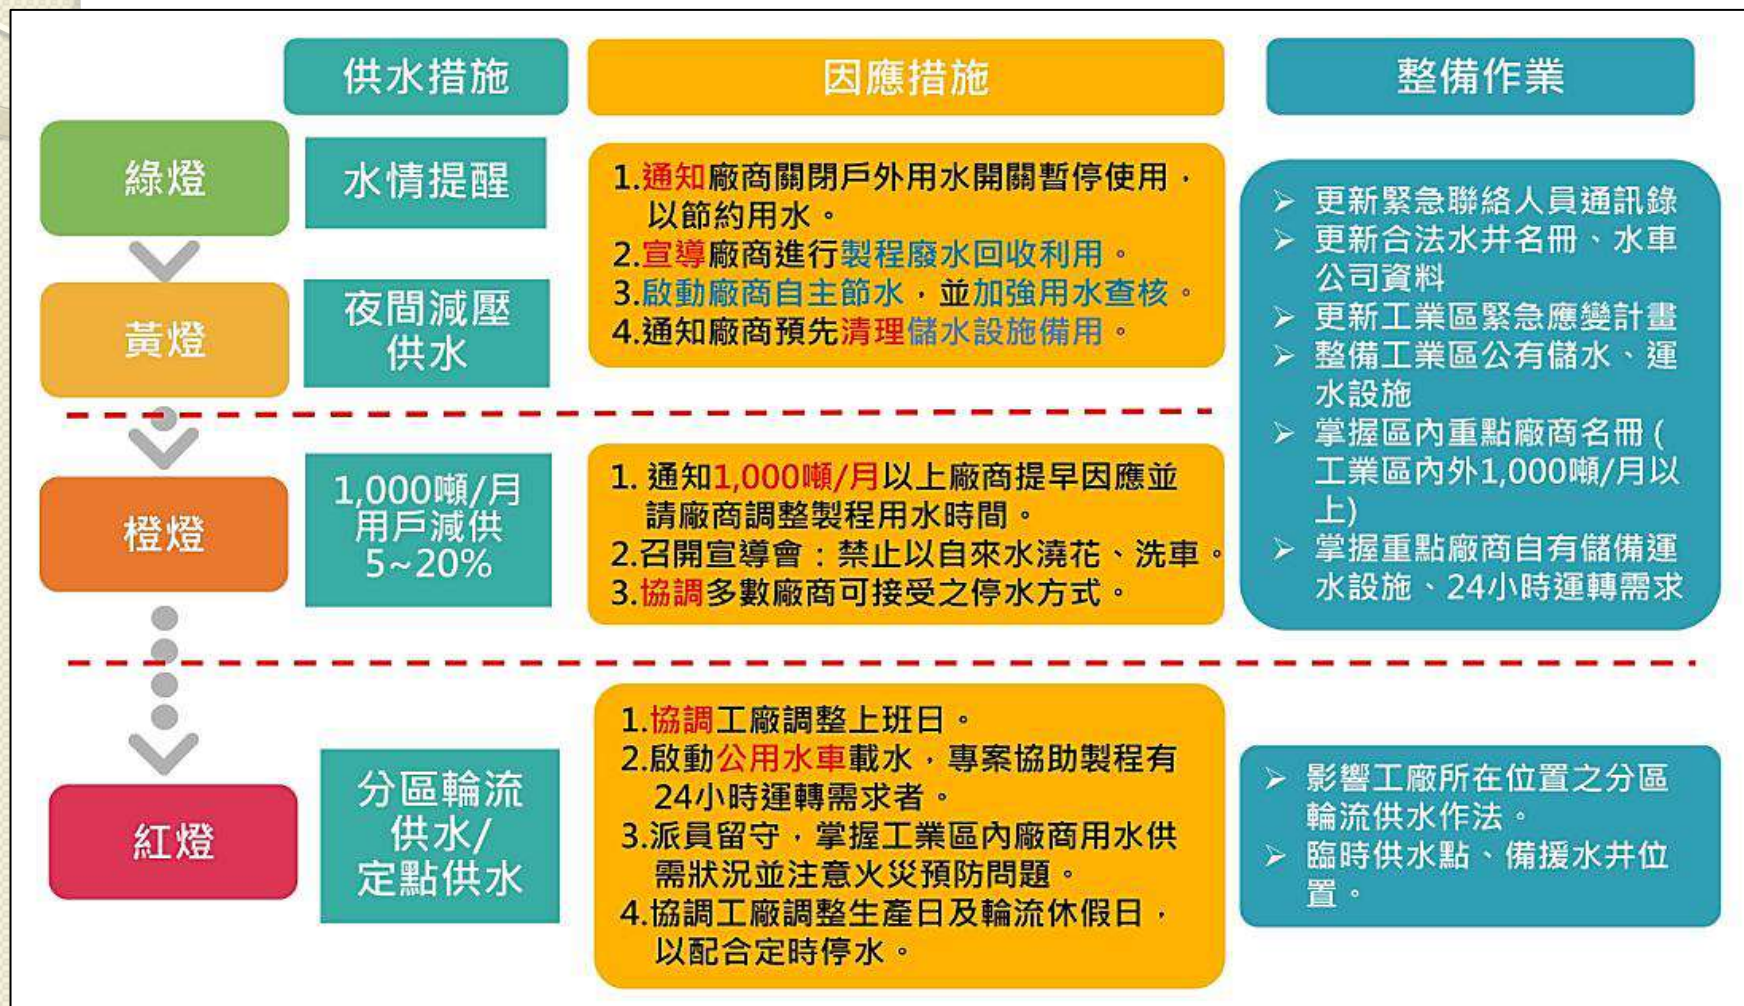 供水措施
因應措施
整備作業
綠燈
水情提醒
1.通知廠商關閉戶外用水開關暫停使用，
以節約用水。
2.宣導廠商進行製程廢水回收利用。
3.啟動廠商自主節水，並加強用水查核。
4.通知廠商預先清理儲水設施備用。
黃燈
夜間減壓
供水
➢ 更新緊急聯絡人員通訊錄
➢ 更新合法水井名冊、水車
公司資料
➢ 更新工業區緊急應變計畫
➢ 整備工業區公有儲水、運
水設施
➢ 掌握區內重點廠商名冊 (
工業區內外1,000噸/月以
上)
➢ 掌握重點廠商自有儲備運
水設施、24小時運轉需求
橙燈
1,000噸/月
用戶減供
5~20%
1. 通知1,000噸/月以上廠商提早因應並
請廠商調整製程用水時間。
2.召開宣導會：禁止以自來水澆花、洗車。
3.協調多數廠商可接受之停水方式。
紅燈
分區輪流
供水/
定點供水
1.協調工廠調整上班日。
2.啟動公用水車載水，專案協助製程有
24小時運轉需求者。
3.派員留守，掌握工業區內廠商用水供
需狀況並注意火災預防問題。
4.協調工廠調整生產日及輪流休假日，
以配合定時停水。
➢ 影響工廠所在位置之分區
輪流供水作法。
➢ 臨時供水點、備援水井位
置。